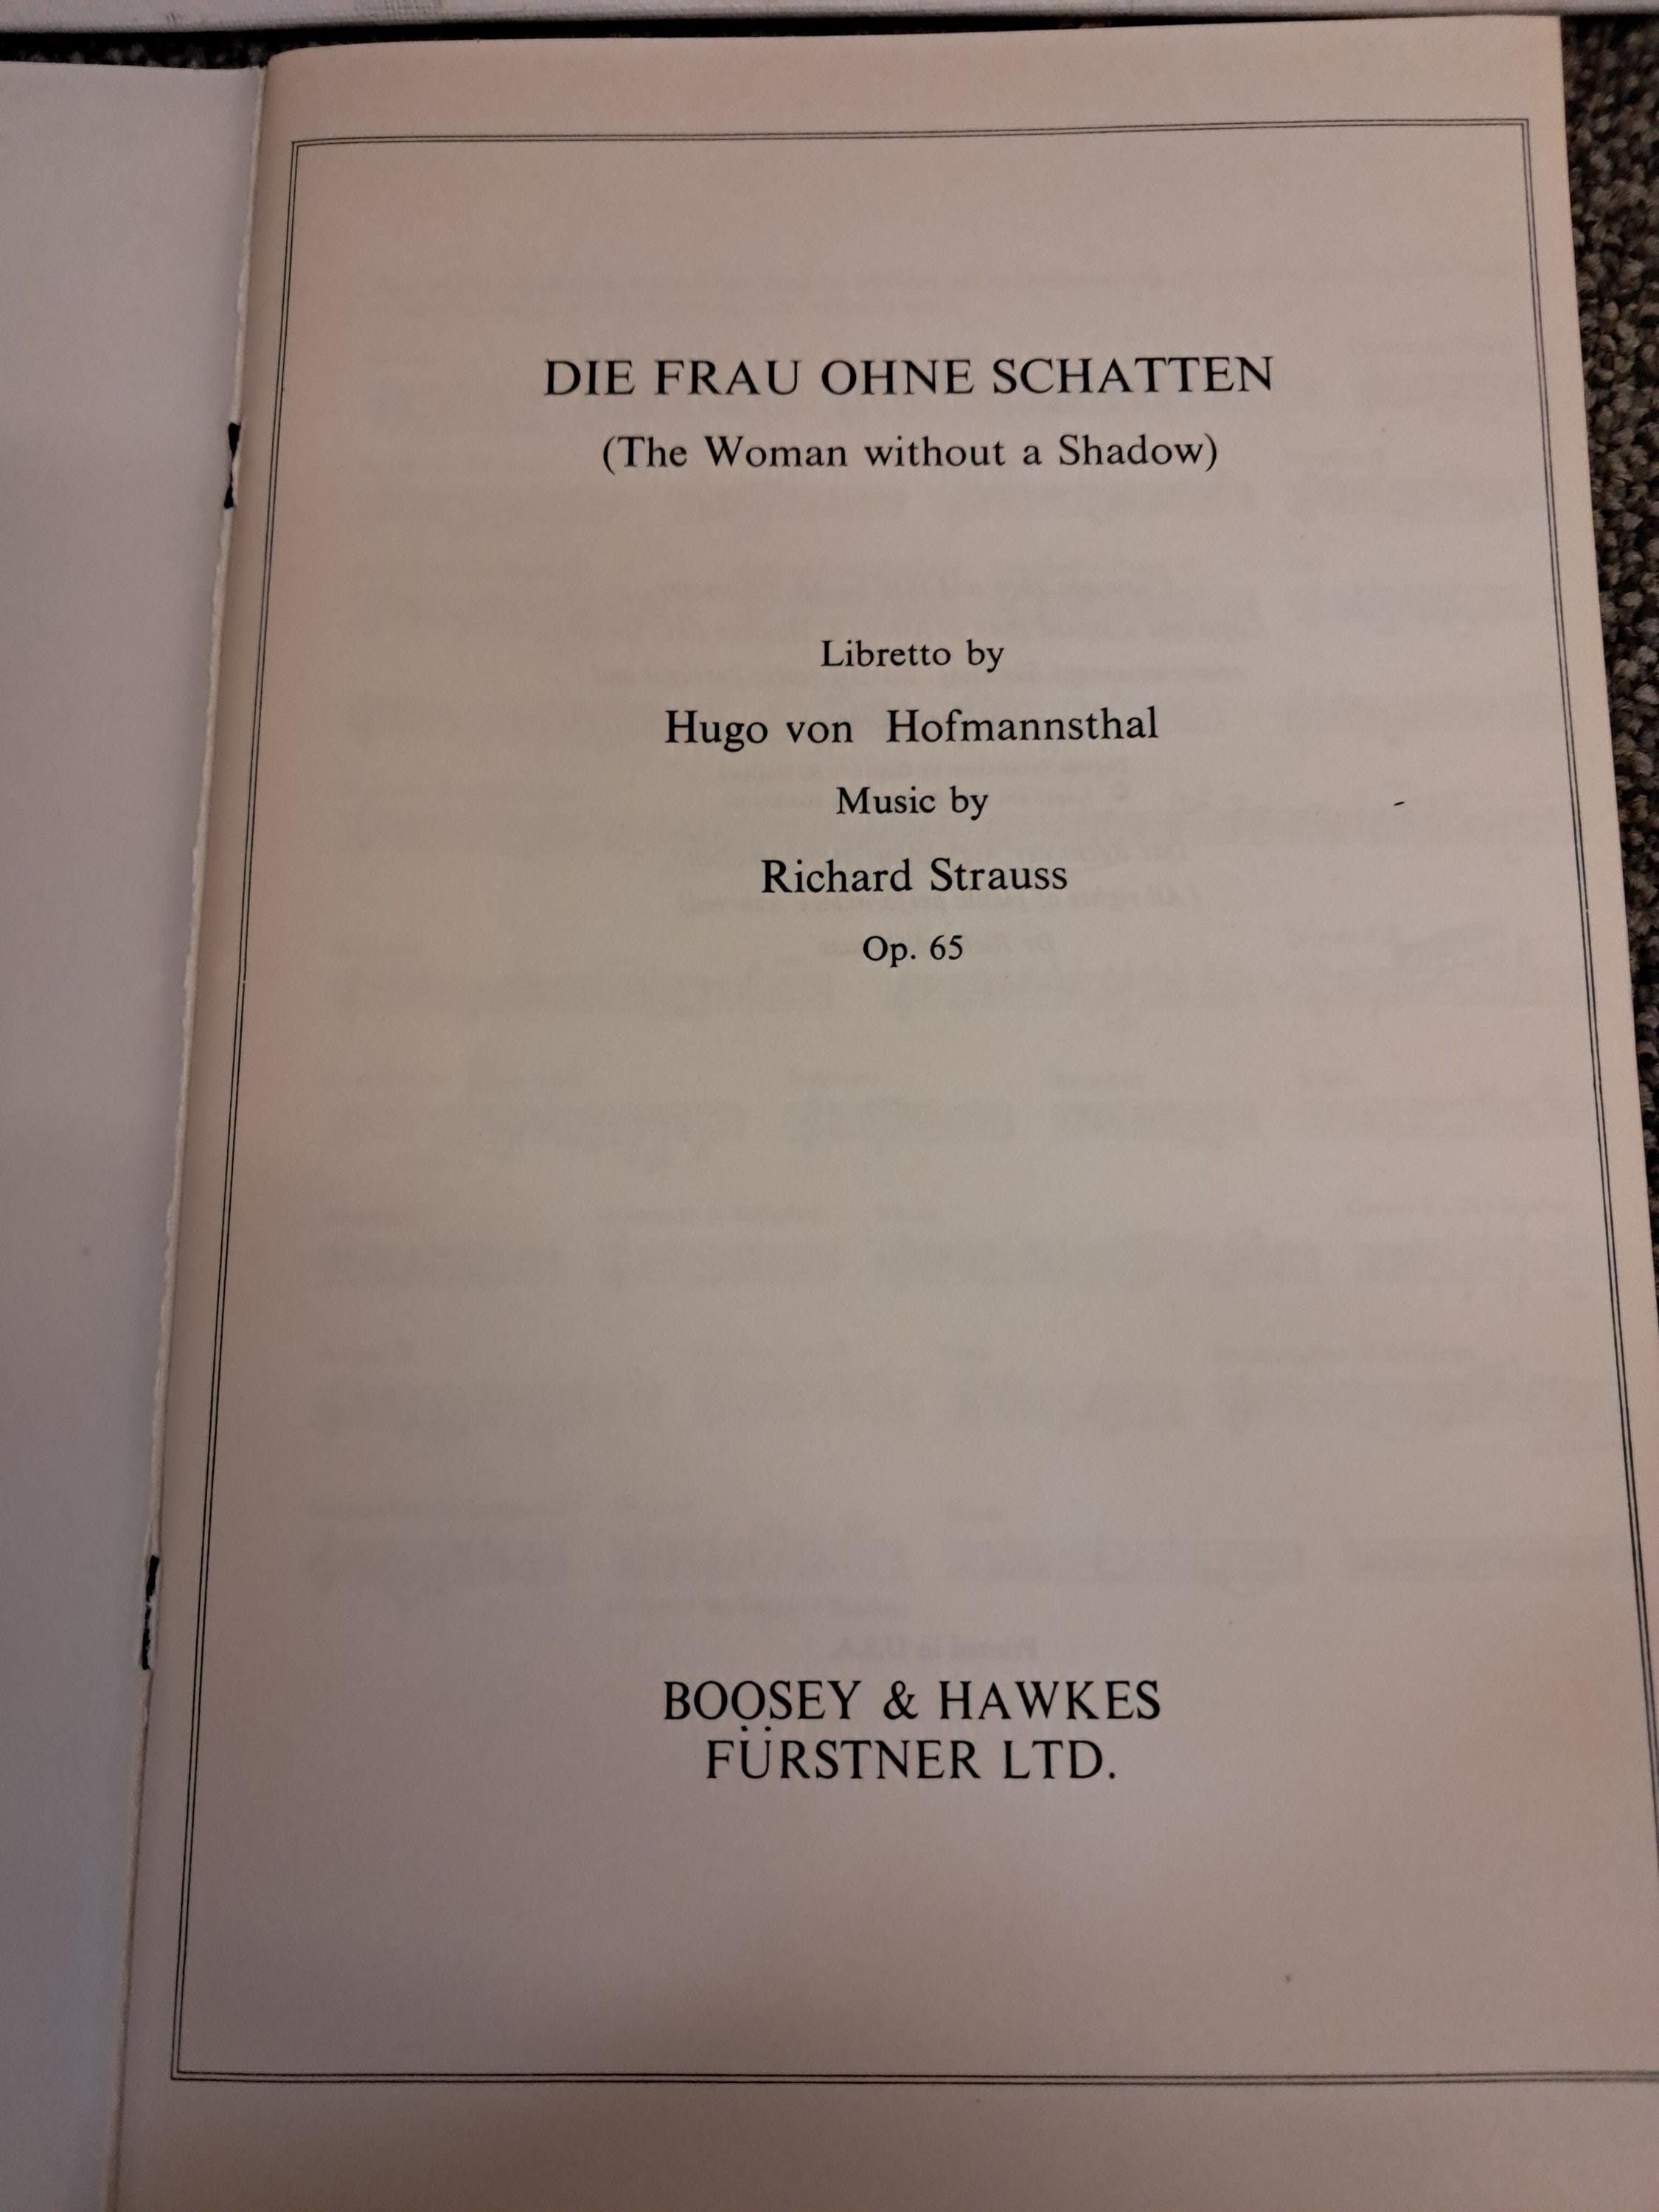 DIE FRAU OHNE SCHATTEN
(The Woman without a Shadow)
Libretto by
Hugo von Hofmannsthal
Music by
Richard Strauss
Op. 65
BOOSEY & HAWKES
FÜRSTNER LTD.